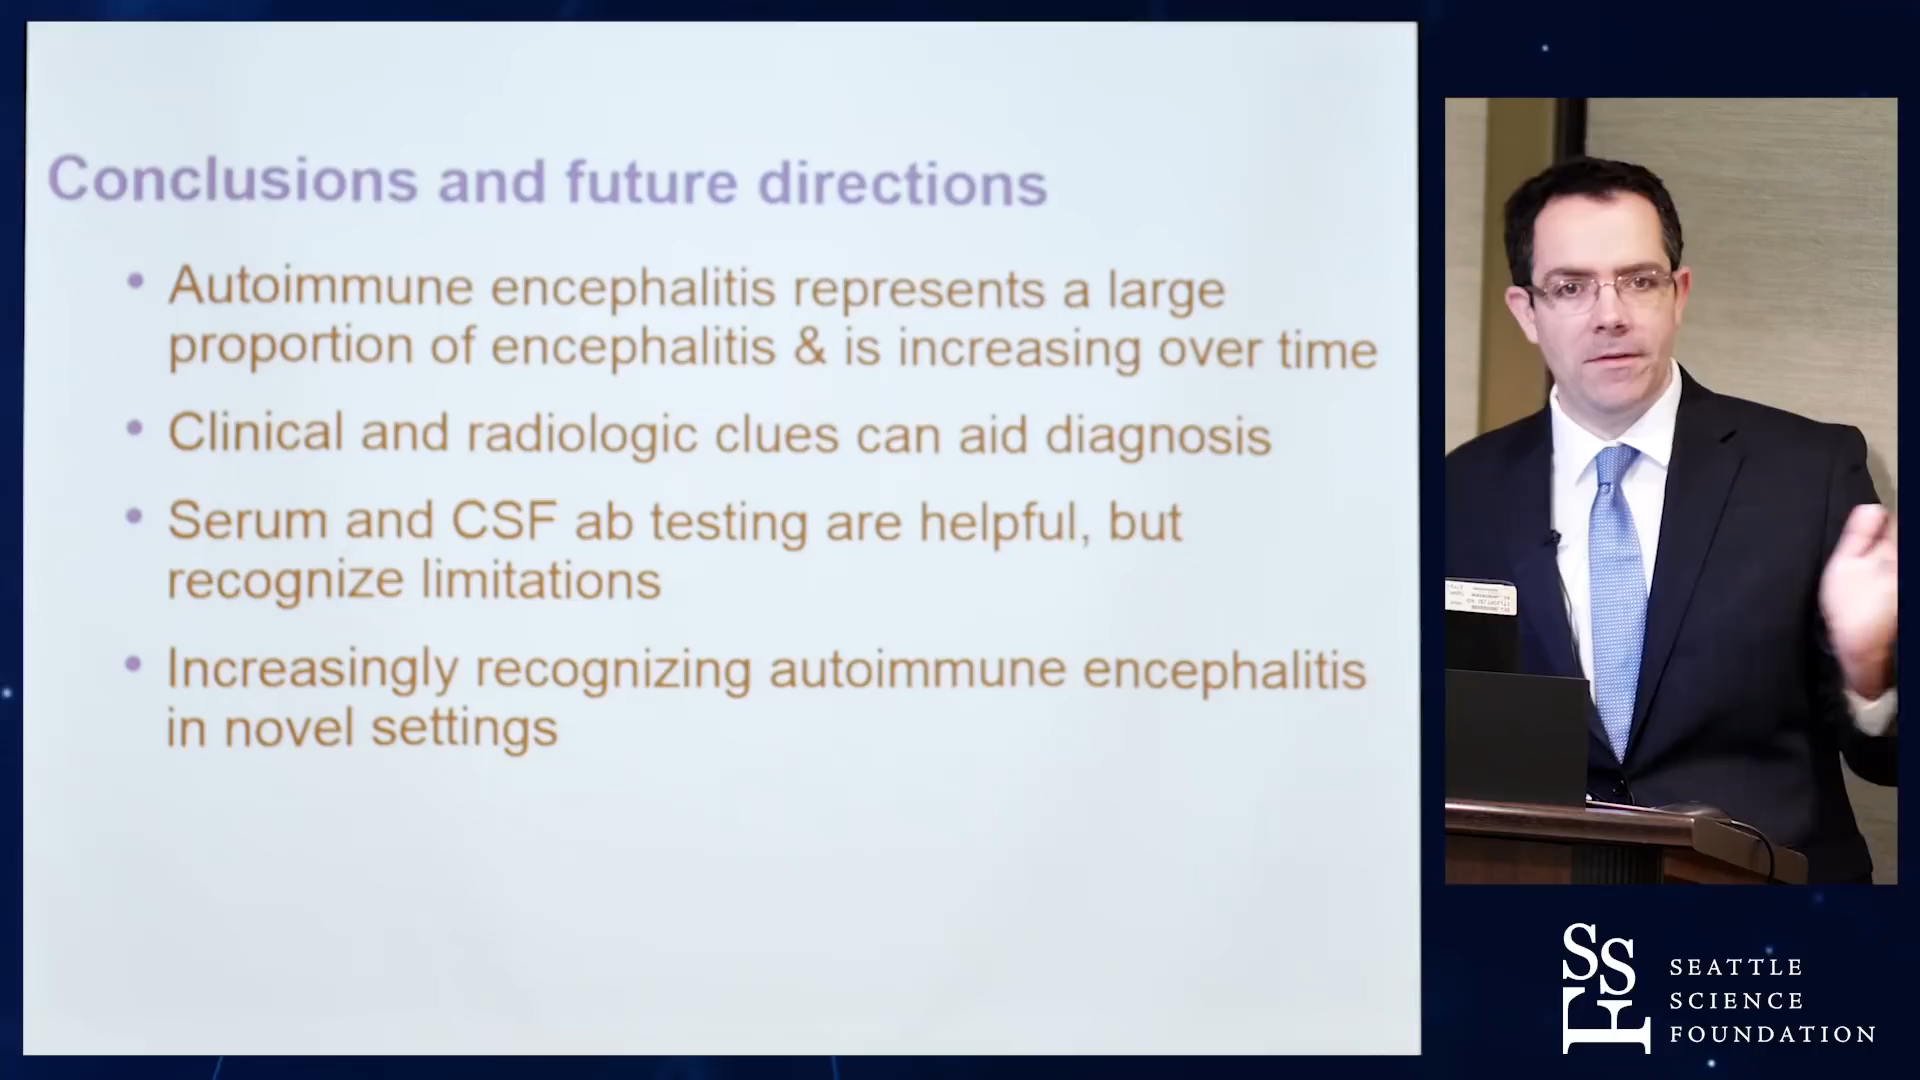 Conclusions and future directions
• Autoimmune encephalitis represents a large
proportion of encephalitis & is increasing over time
• Clinical and radiologic clues can aid diagnosis
• Serum and CSF ab testing are helpful, but
recognize limitations
• Increasingly recognizing autoimmune encephalitis
in novel settings
SSF
SEATTLE
SCIENCE
FOUNDATION